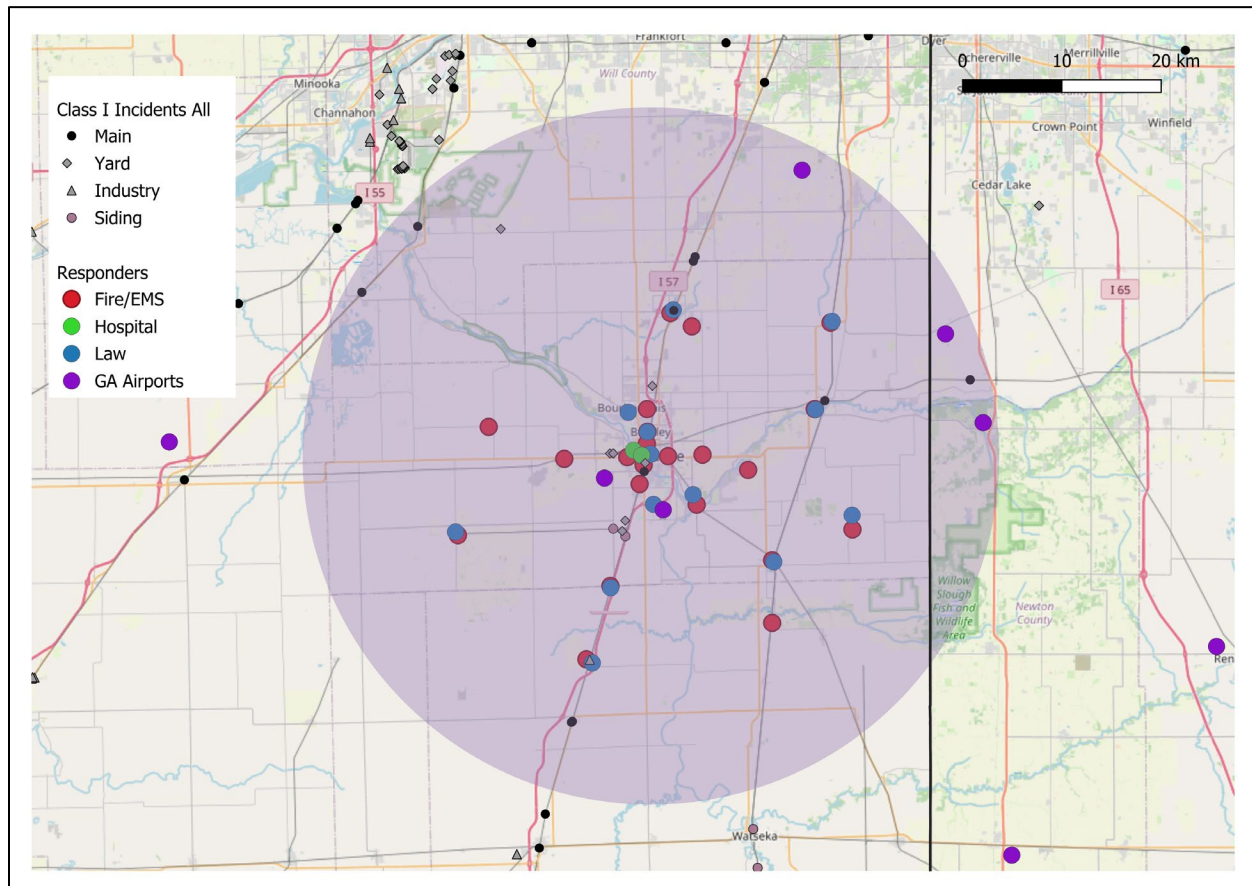 Frankfort
Dyer
0 10 20 km
Merrillville
Will County
Minooka
Channahon
Crown Point
Winfield
Cedar Lake
Class I Incidents All
Main
Yard
Industry
Siding
Responders
Fire/EMS
Hospital
Law
GA Airports
I 55
I 57
I 65
Willow
Slough
Fish and
Wildlife
Area
Newton
County
Watseka